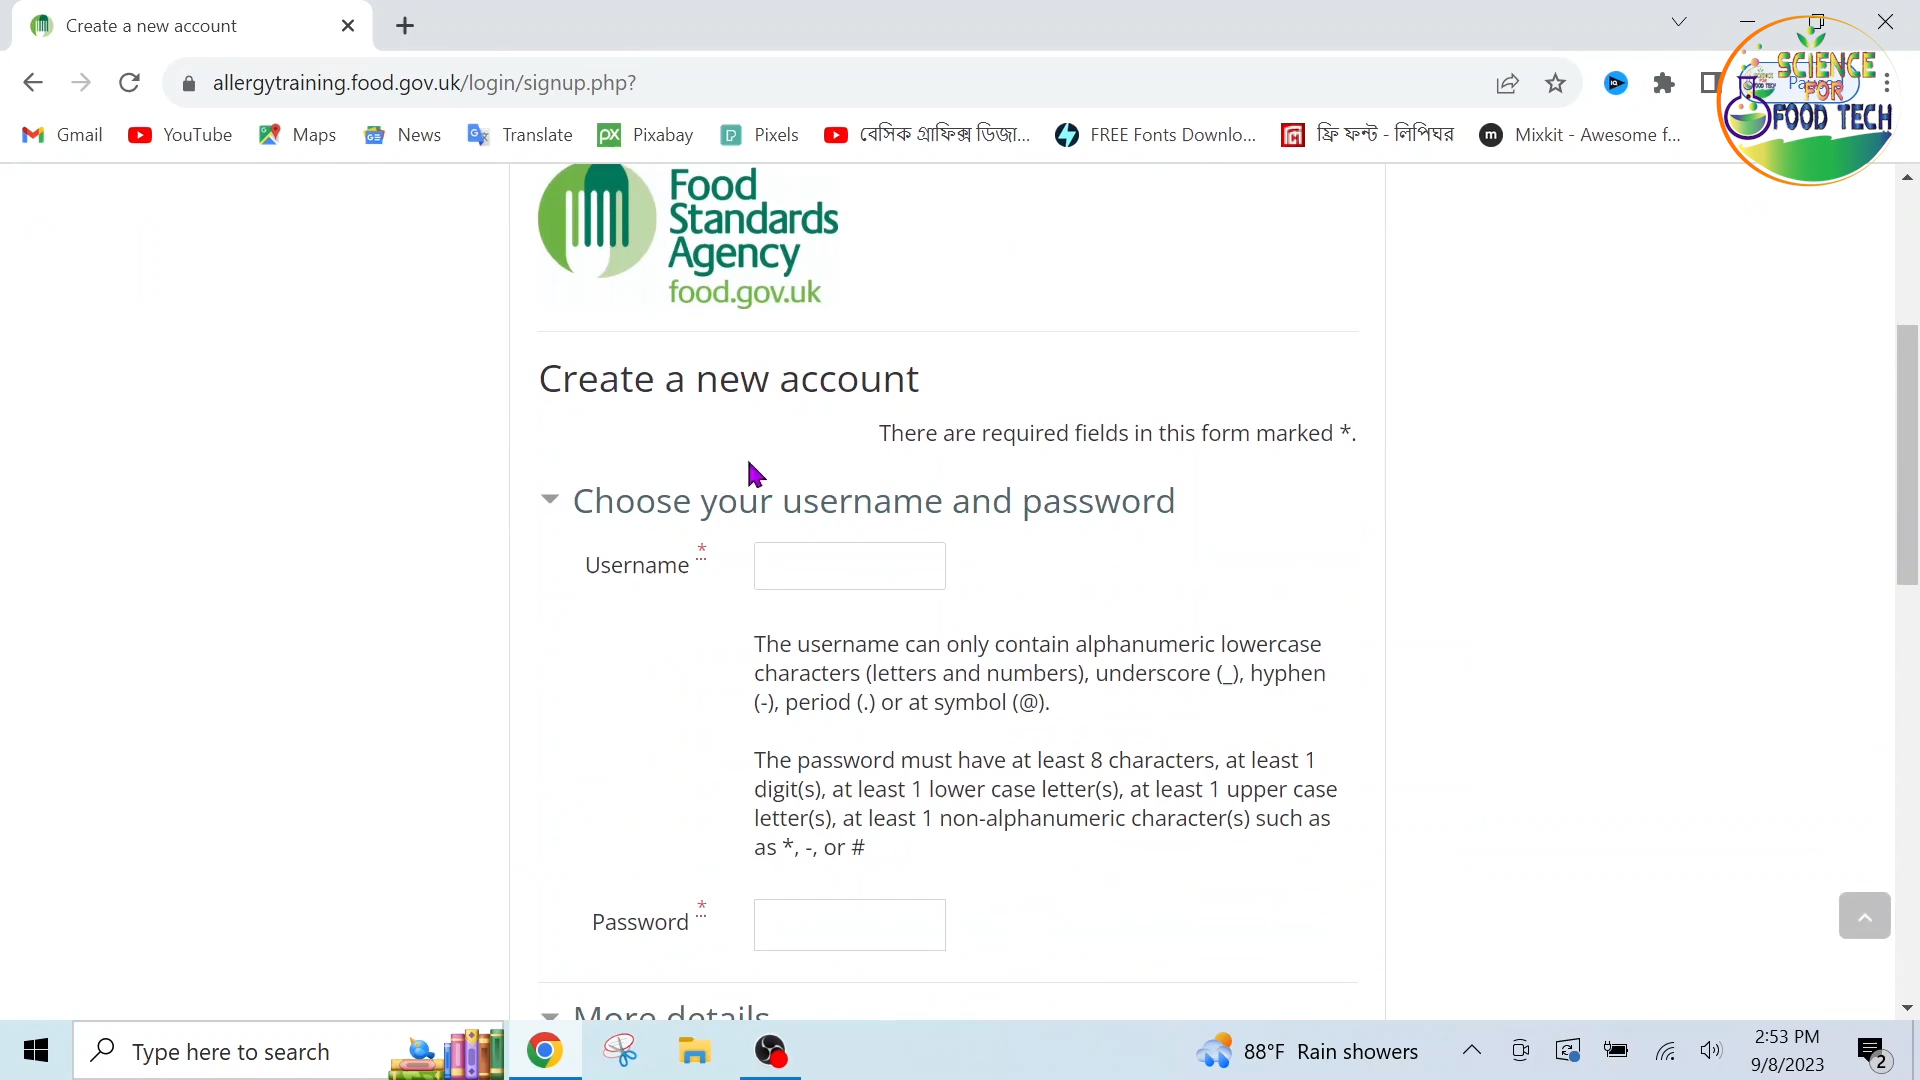 Create a new account
allergytraining.food.gov.uk/login/signup.php?
SCIENCE
FOR
FOOD TECH
Gmail
YouTube
Maps
News
Translate
Pixabay
Pixels
বেসিক গ্রাফিক্স ডিজা...
FREE Fonts Downlo...
ফ্রি ফন্ট - লিপিঘর
Mixkit - Awesome f...
Food
Standards
Agency
food.gov.uk
Create a new account
There are required fields in this form marked *.
Choose your username and password
Username *
The username can only contain alphanumeric lowercase
characters (letters and numbers), underscore (_), hyphen
(-), period (.) or at symbol (@).
The password must have at least 8 characters, at least 1
digit(s), at least 1 lower case letter(s), at least 1 upper case
letter(s), at least 1 non-alphanumeric character(s) such as
as *, -, or #
Password *
More details
Type here to search
88°F Rain showers
2:53 PM
9/8/2023
2